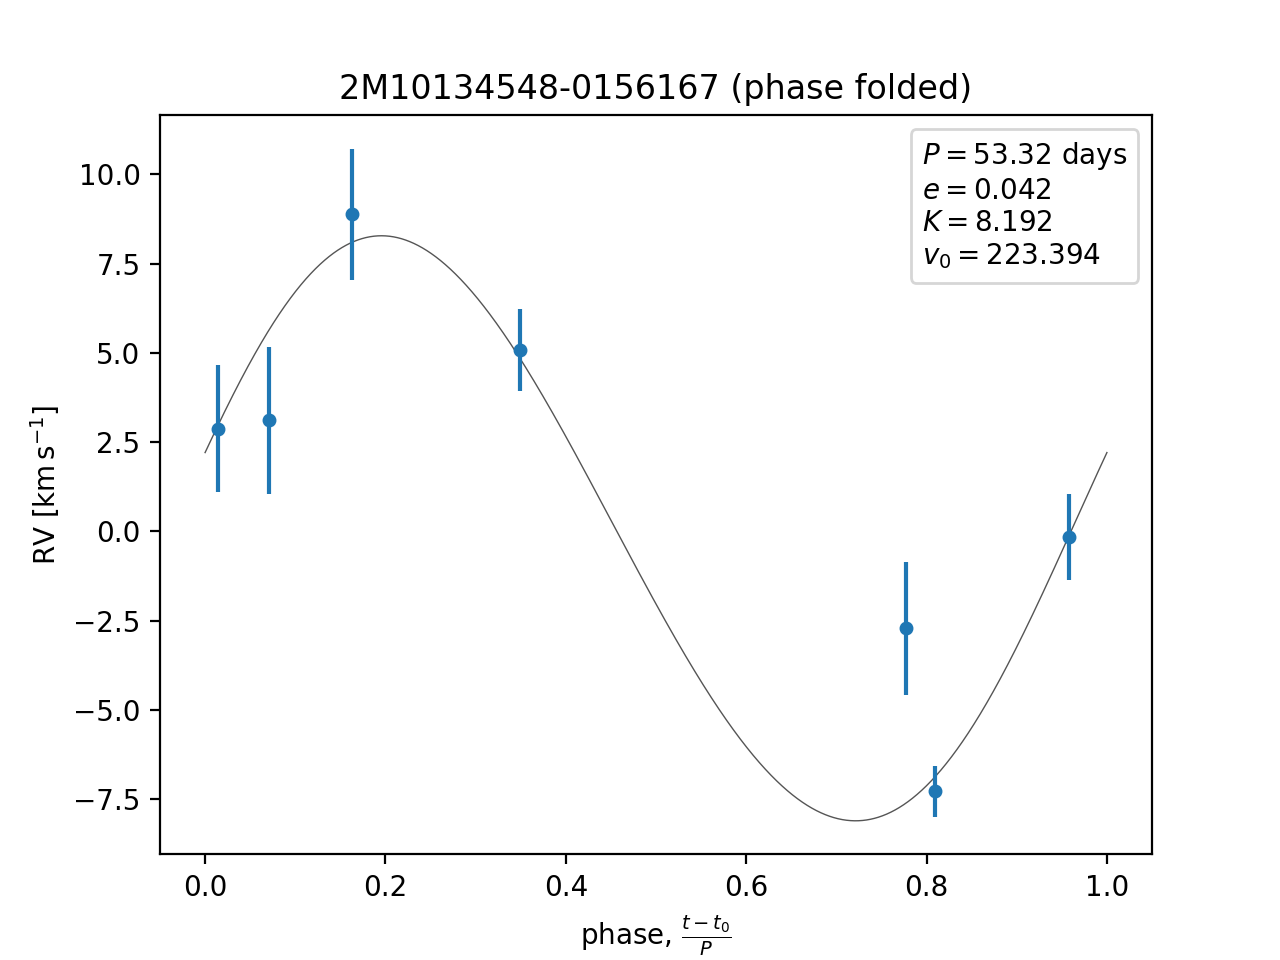 2M10134548-0156167 (phase folded)
P = 53.32 days
e = 0.042
K = 8.192
v₀ = 223.394
10.0
7.5
5.0
2.5
0.0
−2.5
−5.0
−7.5
RV [km s⁻¹]
0.0 0.2 0.4 0.6 0.8 1.0
phase, (t − t₀)/P